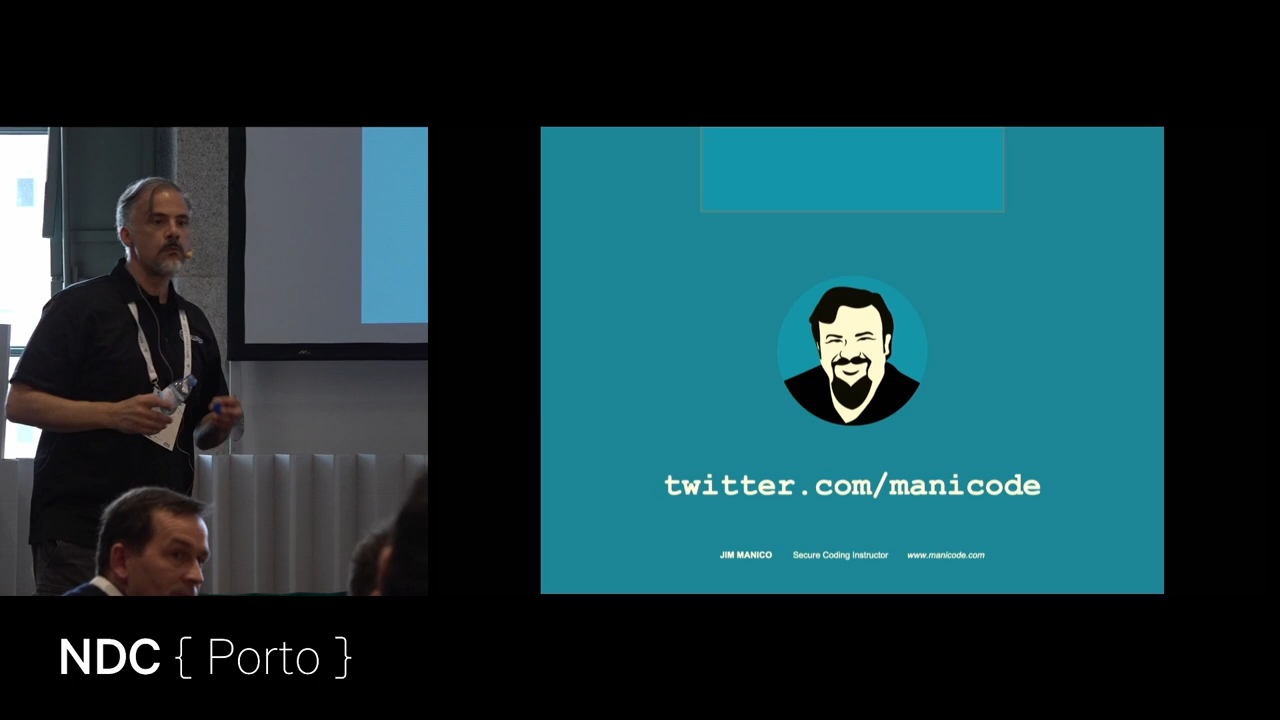 twitter.com/manicode
JIM MANICO Secure Coding Instructor www.manicode.com
NDC { Porto }